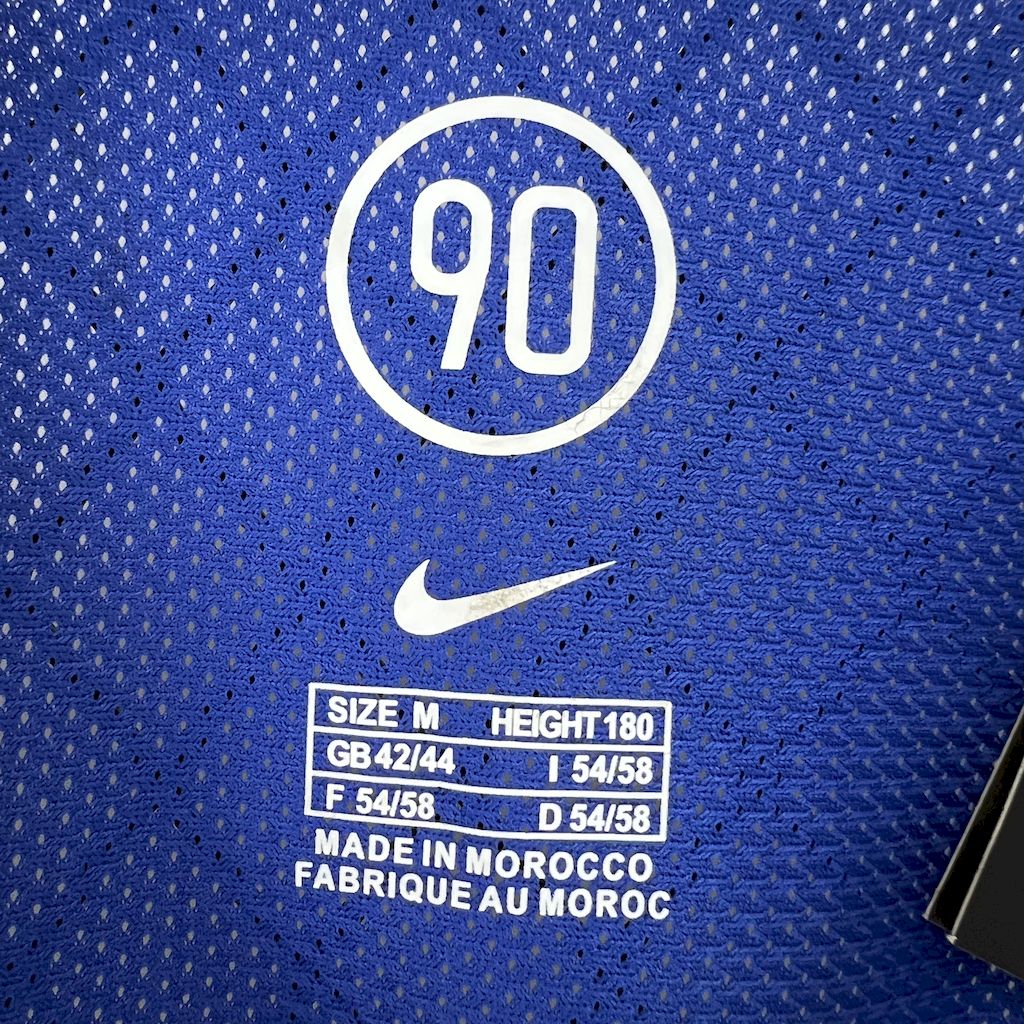 90
SIZE M HEIGHT 180
GB 42/44 I 54/58
F 54/58 D 54/58
MADE IN MOROCCO
FABRIQUE AU MOROC